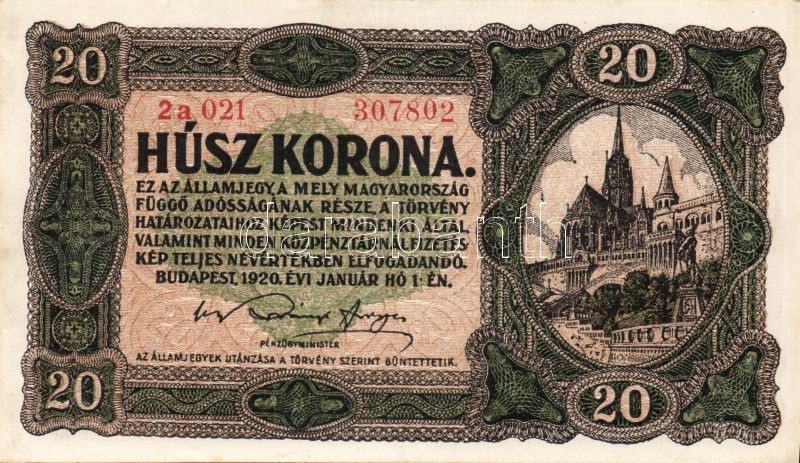 20
20
2a 021 307802
HÚSZ KORONA.
EZ AZ ÁLLAMJEGY, A MELY MAGYARORSZÁG
FÜGGŐ ADÓSSÁGÁNAK RÉSZE, A TÖRVÉNY
HATÁROZATAIHOZ KÉPEST MINDENKI ÁLTAL
VALAMINT MINDEN KÖZPÉNZTÁRNÁL FIZETÉS-
KÉP TELJES NÉVÉRTÉKBEN ELFOGADANDÓ.
BUDAPEST, 1920. ÉVI JANUÁR HÓ 1-ÉN.
PÉNZÜGYMINISTER
AZ ÁLLAMJEGYEK UTÁNZÁSA A TÖRVÉNY SZERINT BÜNTETTETIK.
20
20
darabanth